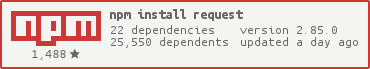 npm
npm install request
22 dependencies version 2.85.0
25,550 dependents updated a day ago
1,488 ★